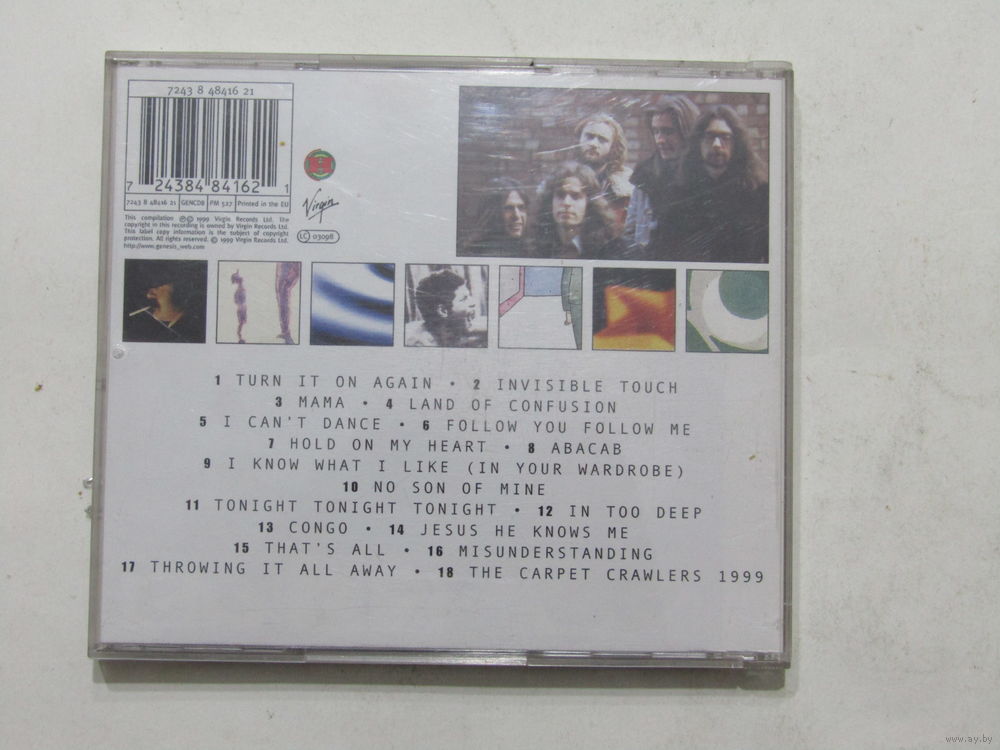 7243 8 48416 21
7 24384 84162 1
7243 8 48416 21 GENCD8 PM 527 Printed in the EU
This compilation ℗ © 1999 Virgin Records Ltd. The
copyright in this recording is owned by Virgin Records Ltd.
This label copy information is the subject of copyright
protection. All rights reserved. © 1999 Virgin Records Ltd.
http://www.genesis_web.com
Virgin
LC 03098
1 TURN IT ON AGAIN • 2 INVISIBLE TOUCH
3 MAMA • 4 LAND OF CONFUSION
5 I CAN'T DANCE • 6 FOLLOW YOU FOLLOW ME
7 HOLD ON MY HEART • 8 ABACAB
9 I KNOW WHAT I LIKE (IN YOUR WARDROBE)
10 NO SON OF MINE
11 TONIGHT TONIGHT TONIGHT • 12 IN TOO DEEP
13 CONGO • 14 JESUS HE KNOWS ME
15 THAT'S ALL • 16 MISUNDERSTANDING
17 THROWING IT ALL AWAY • 18 THE CARPET CRAWLERS 1999
www.ay.by